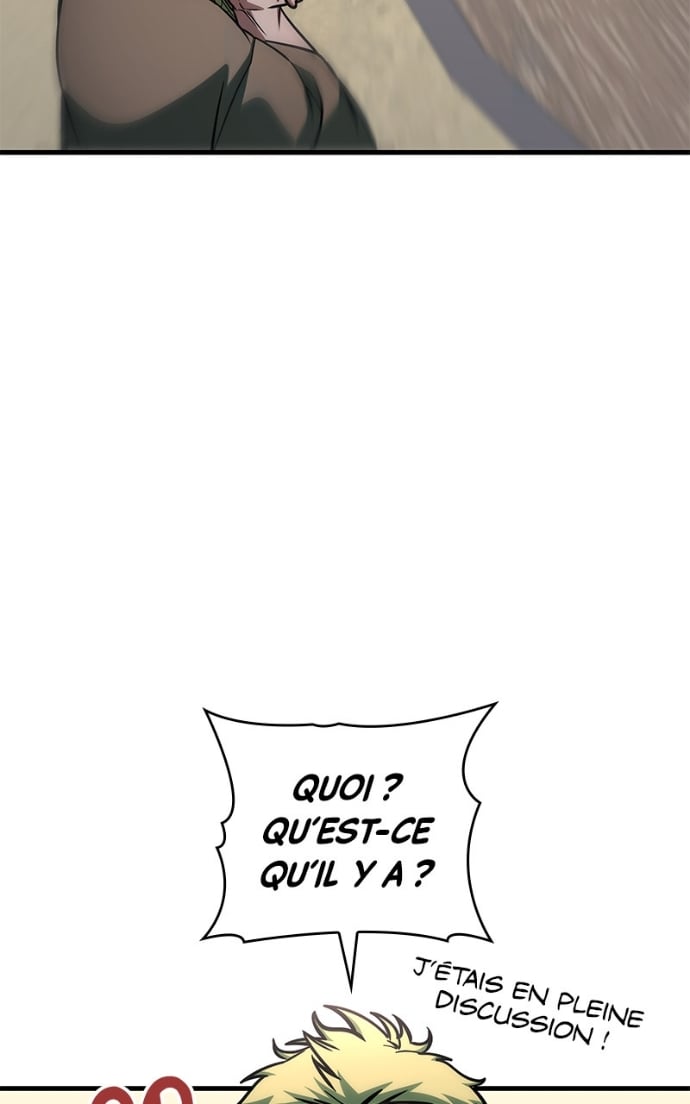 QUOI ?
QU'EST-CE
QU'IL Y A ?
J'ÉTAIS EN PLEINE
DISCUSSION !